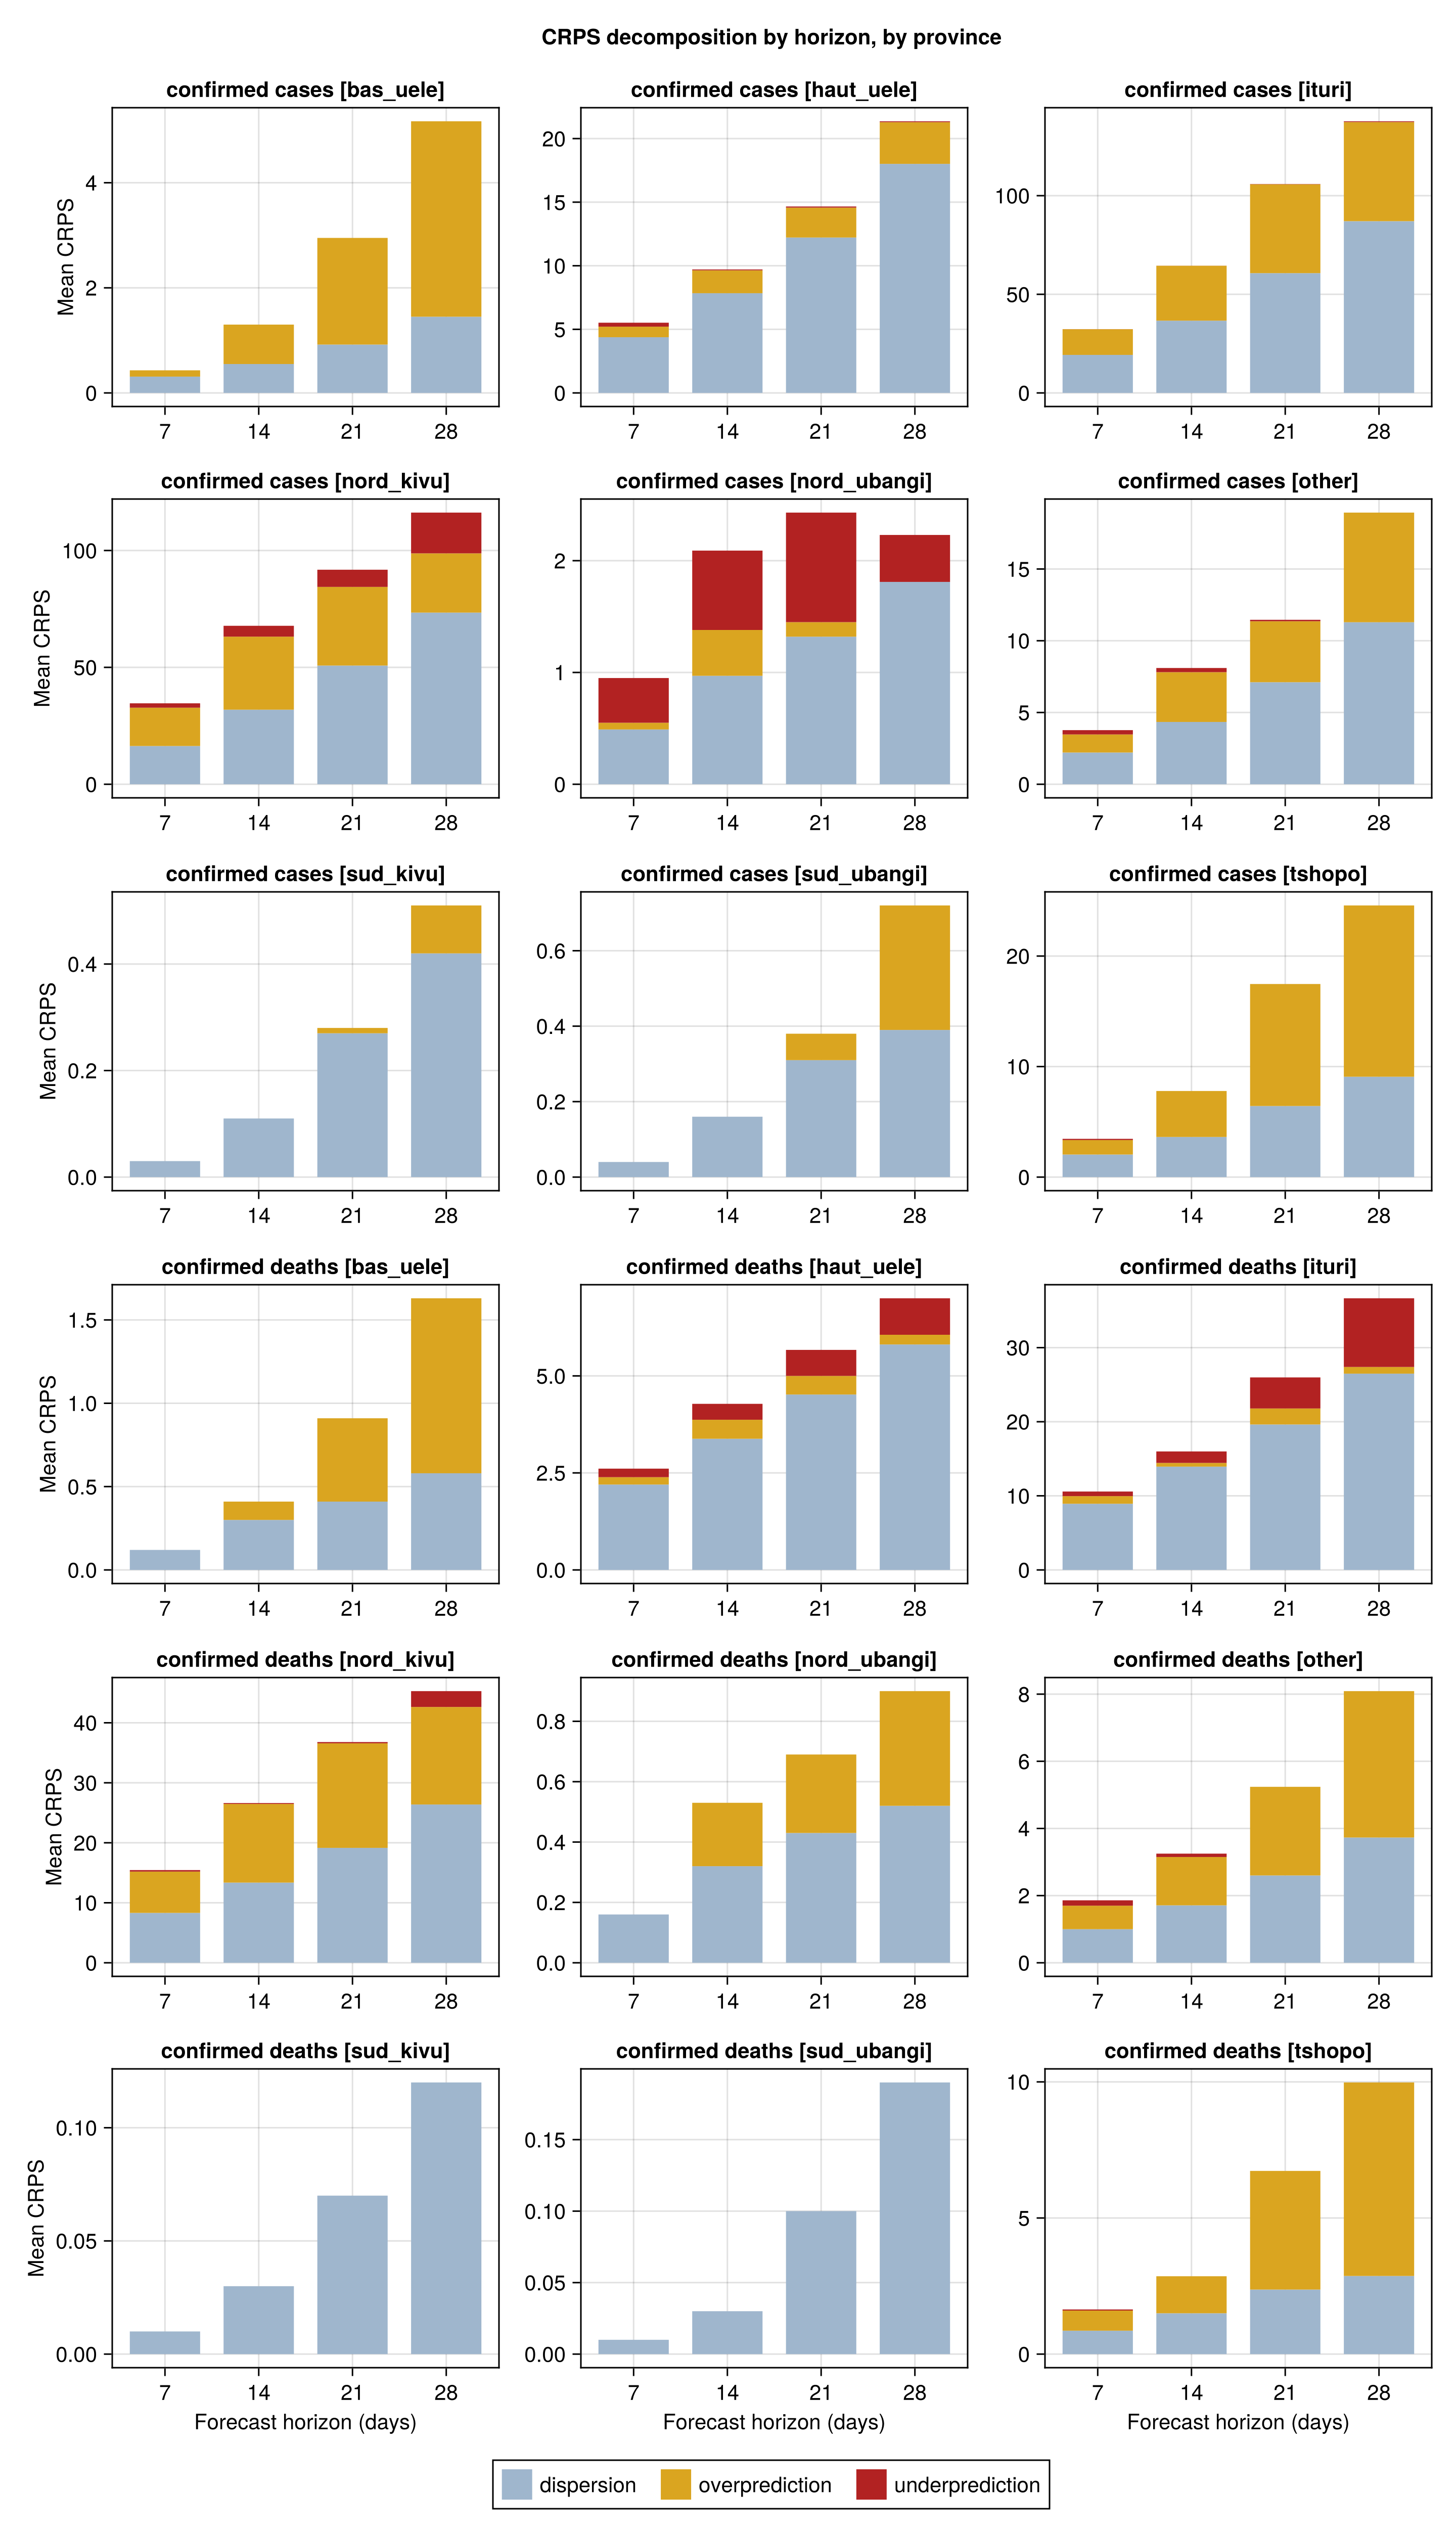 CRPS decomposition by horizon, by province
confirmed cases [bas_uele]
Mean CRPS
4
2
0
7 14 21 28
confirmed cases [haut_uele]
20
15
10
5
0
7 14 21 28
confirmed cases [ituri]
100
50
0
7 14 21 28
confirmed cases [nord_kivu]
Mean CRPS
100
50
0
7 14 21 28
confirmed cases [nord_ubangi]
2
1
0
7 14 21 28
confirmed cases [other]
15
10
5
0
7 14 21 28
confirmed cases [sud_kivu]
Mean CRPS
0.4
0.2
0.0
7 14 21 28
confirmed cases [sud_ubangi]
0.6
0.4
0.2
0.0
7 14 21 28
confirmed cases [tshopo]
20
10
0
7 14 21 28
confirmed deaths [bas_uele]
Mean CRPS
1.5
1.0
0.5
0.0
7 14 21 28
confirmed deaths [haut_uele]
5.0
2.5
0.0
7 14 21 28
confirmed deaths [ituri]
30
20
10
0
7 14 21 28
confirmed deaths [nord_kivu]
Mean CRPS
40
30
20
10
0
7 14 21 28
confirmed deaths [nord_ubangi]
0.8
0.6
0.4
0.2
0.0
7 14 21 28
confirmed deaths [other]
8
6
4
2
0
7 14 21 28
confirmed deaths [sud_kivu]
Mean CRPS
0.10
0.05
0.00
7 14 21 28
Forecast horizon (days)
confirmed deaths [sud_ubangi]
0.15
0.10
0.05
0.00
7 14 21 28
Forecast horizon (days)
confirmed deaths [tshopo]
10
5
0
7 14 21 28
Forecast horizon (days)
dispersion overprediction underprediction